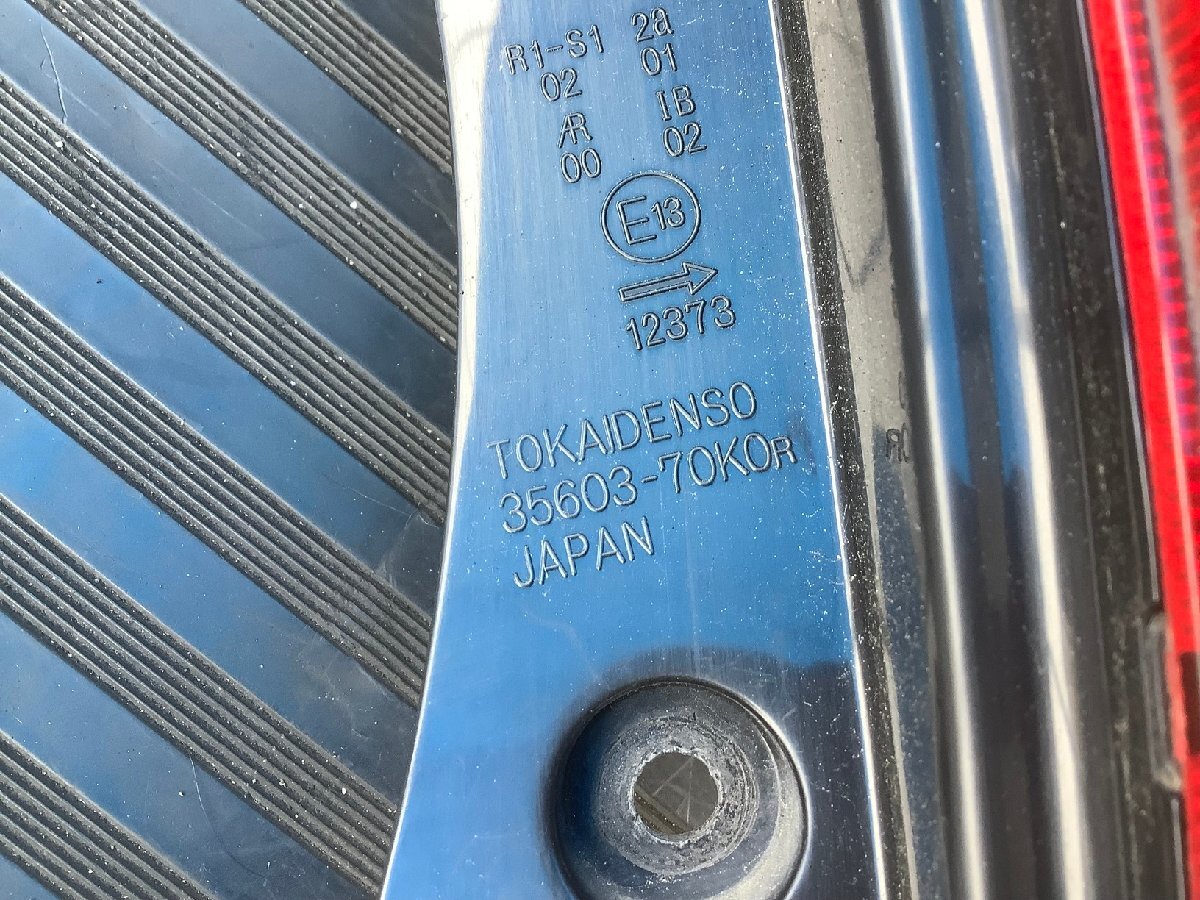 R1-S1 2a
02 01
AR IB
00 02
E13
12373
TOKAIDENSO
35603-70K0R
JAPAN